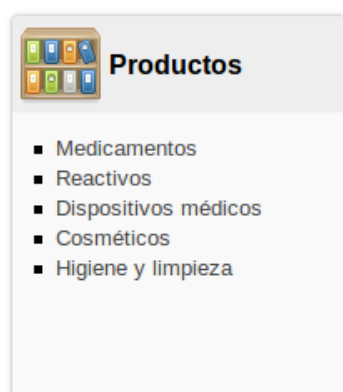 Productos
Medicamentos
Reactivos
Dispositivos médicos
Cosméticos
Higiene y limpieza